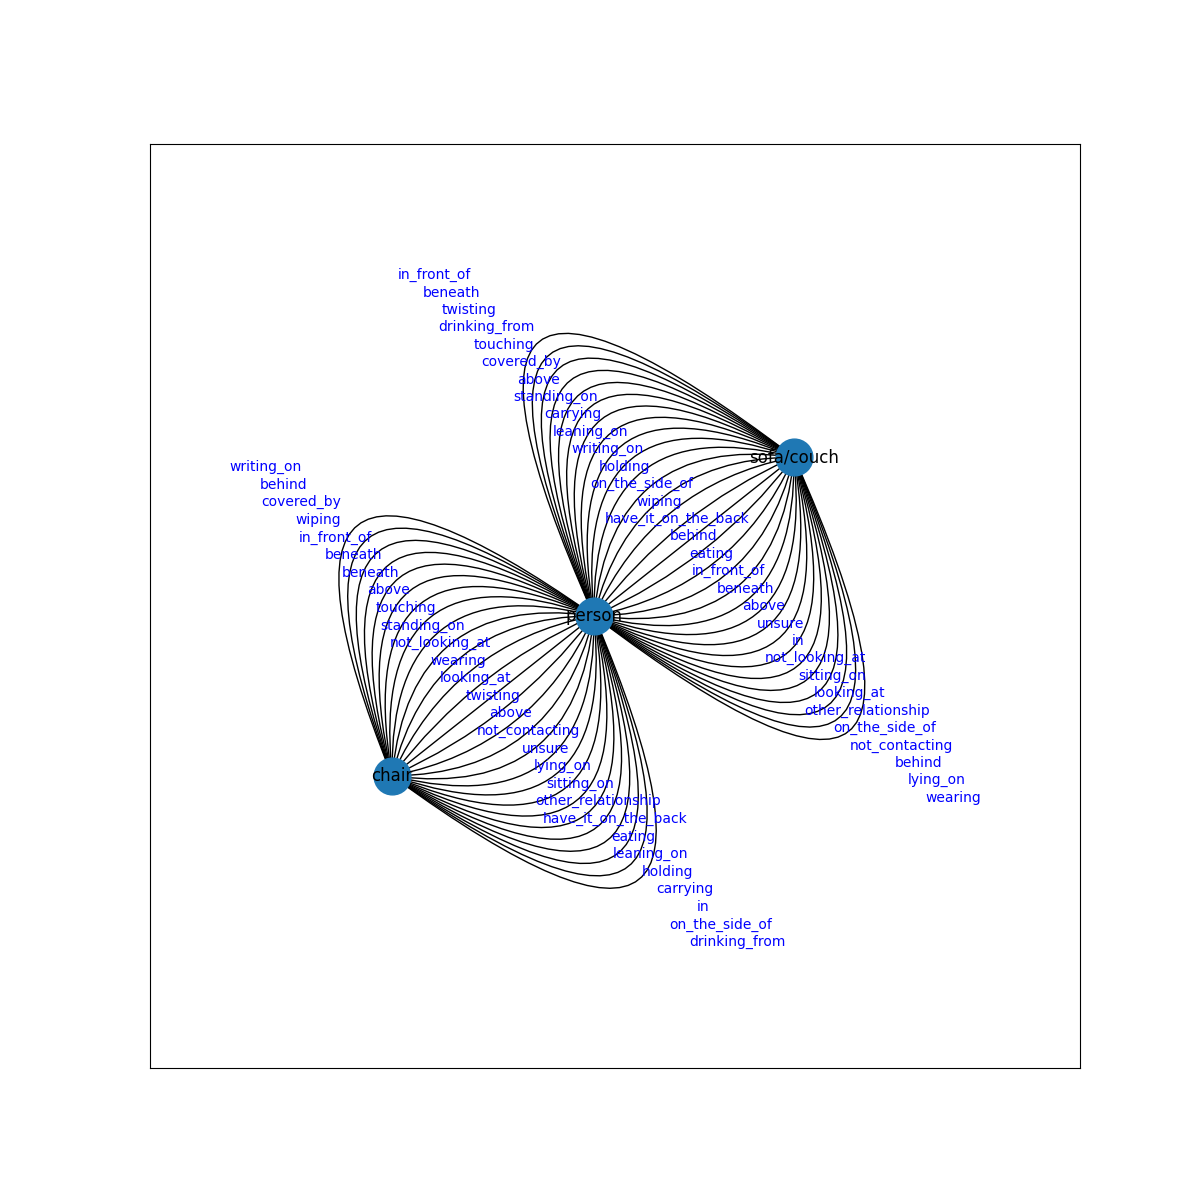 in_front_of
beneath
twisting
drinking_from
touching
covered_by
above
standing_on
carrying
leaning_on
writing_on
holding
on_the_side_of
wiping
have_it_on_the_back
behind
eating
in_front_of
beneath
above
unsure
in
not_looking_at
sitting_on
looking_at
other_relationship
on_the_side_of
not_contacting
behind
lying_on
wearing
sofa/couch
person
writing_on
behind
covered_by
wiping
in_front_of
beneath
beneath
above
touching
standing_on
not_looking_at
wearing
looking_at
twisting
above
not_contacting
unsure
lying_on
sitting_on
other_relationship
have_it_on_the_back
eating
leaning_on
holding
carrying
in
on_the_side_of
drinking_from
chair